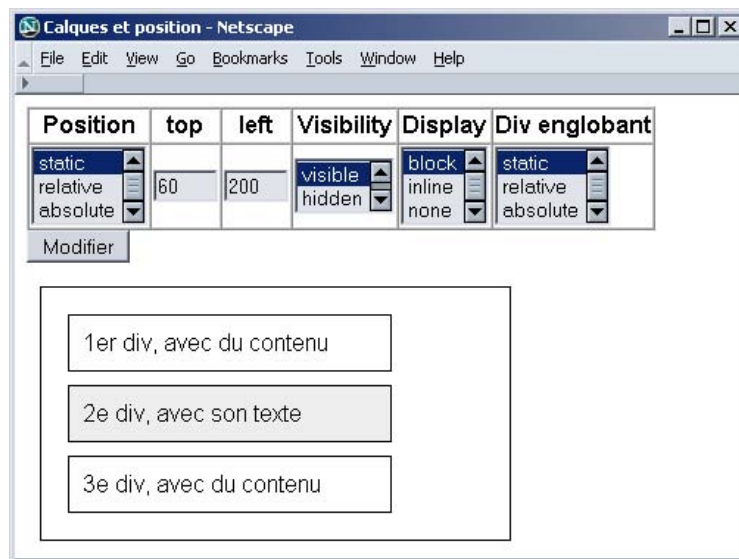 Calques et position - Netscape
File Edit View Go Bookmarks Tools Window Help
Position top left Visibility Display Div englobant
static 60 200 visible block static
relative hidden inline relative
absolute none absolute
Modifier
1er div, avec du contenu
2e div, avec son texte
3e div, avec du contenu